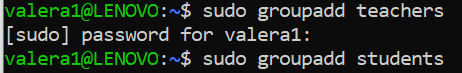 valera1@LENOVO:~$ sudo groupadd teachers
[sudo] password for valera1:
valera1@LENOVO:~$ sudo groupadd students